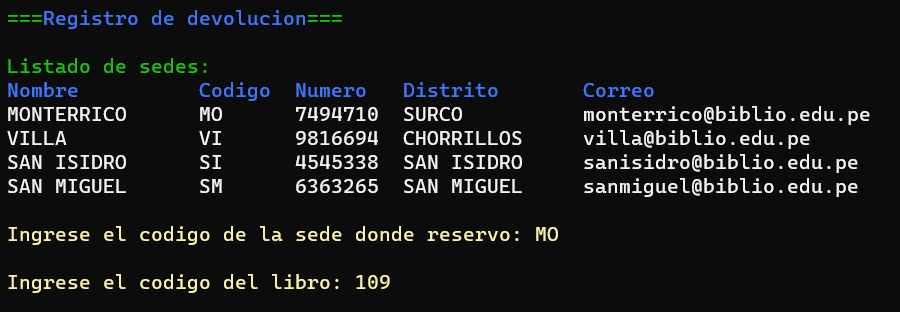 ===Registro de devolucion===
Listado de sedes:
Nombre Codigo Numero Distrito Correo
MONTERRICO MO 7494710 SURCO monterrico@biblio.edu.pe
VILLA VI 9816694 CHORRILLOS villa@biblio.edu.pe
SAN ISIDRO SI 4545338 SAN ISIDRO sanisidro@biblio.edu.pe
SAN MIGUEL SM 6363265 SAN MIGUEL sanmiguel@biblio.edu.pe
Ingrese el codigo de la sede donde reservo: MO
Ingrese el codigo del libro: 109